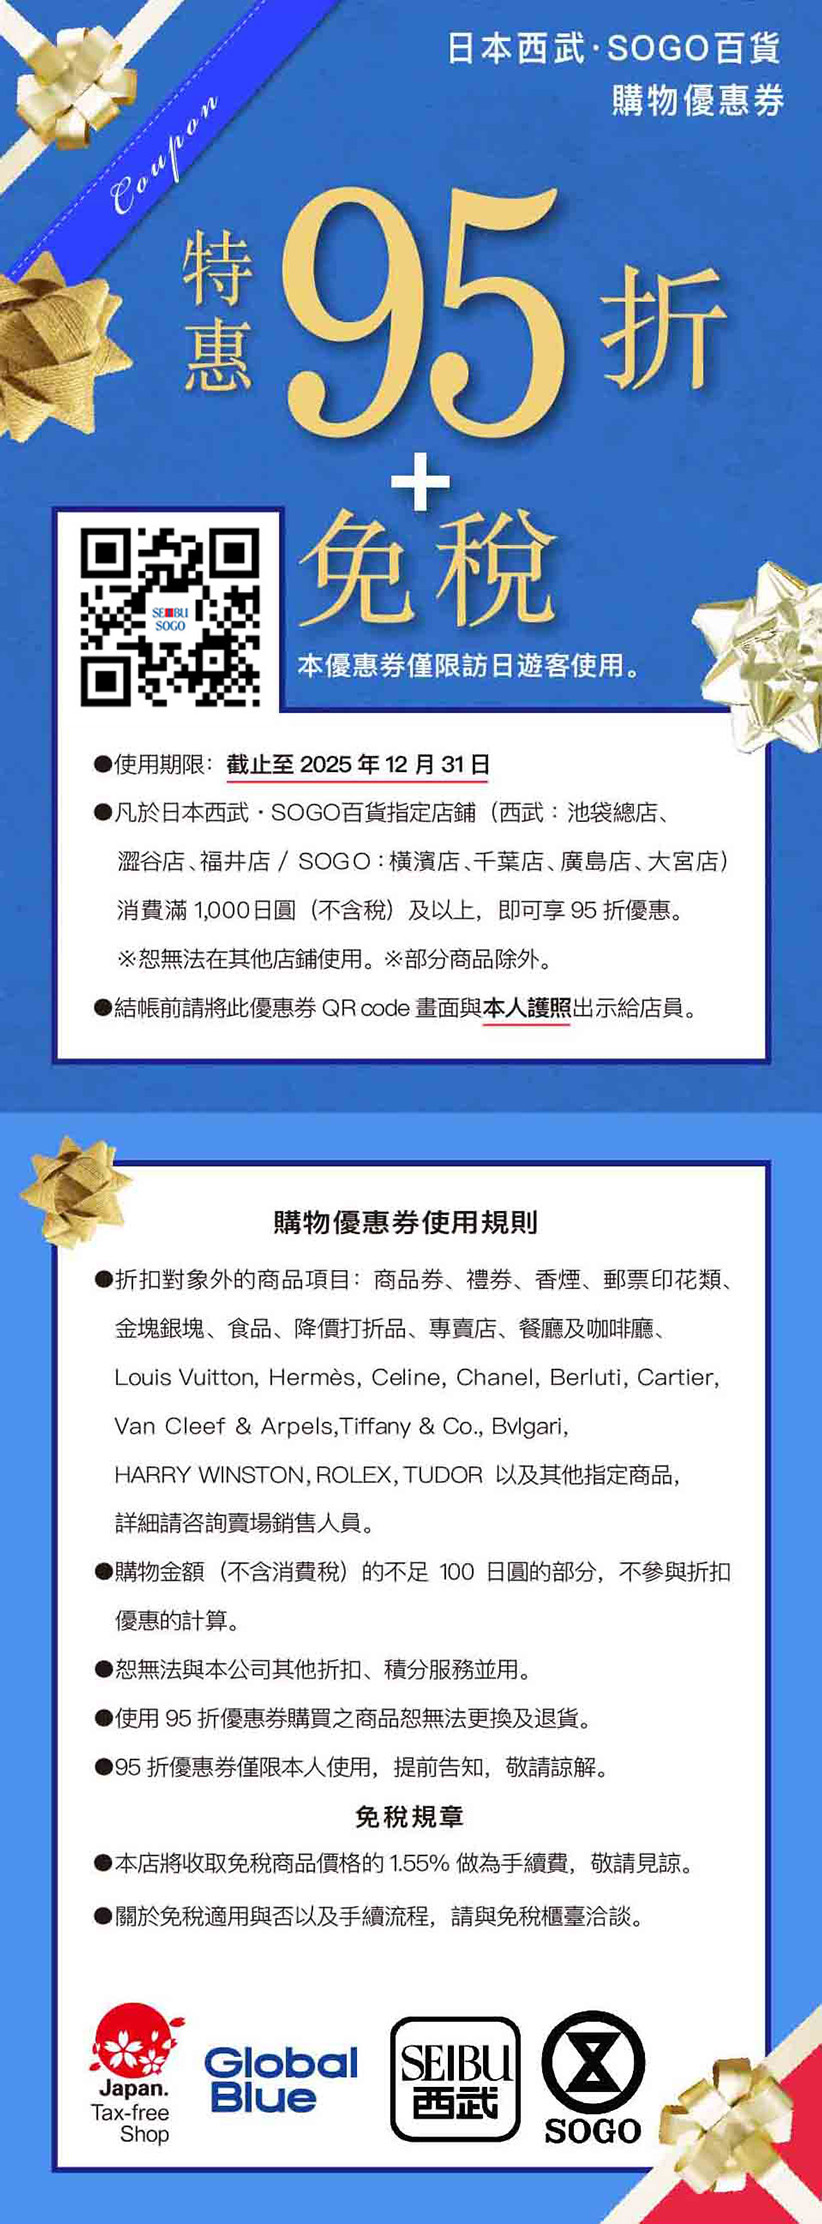 Coupon
日本西武·SOGO百貨
購物優惠券
特惠95折
+
免稅
SEIBU
SOGO
本優惠券僅限訪日遊客使用。
●使用期限：截止至 2025 年 12 月 31 日
●凡於日本西武·SOGO百貨指定店鋪（西武：池袋總店、
澀谷店、福井店 / SOGO：橫濱店、千葉店、廣島店、大宮店）
消費滿 1,000日圓（不含稅）及以上，即可享 95 折優惠。
※恕無法在其他店鋪使用。※部分商品除外。
●結帳前請將此優惠券 QR code 畫面與本人護照出示給店員。
購物優惠券使用規則
●折扣對象外的商品項目：商品券、禮券、香煙、郵票印花類、
金塊銀塊、食品、降價打折品、專賣店、餐廳及咖啡廳、
Louis Vuitton, Hermès, Celine, Chanel, Berluti, Cartier,
Van Cleef & Arpels,Tiffany & Co., Bvlgari,
HARRY WINSTON, ROLEX, TUDOR 以及其他指定商品，
詳細請咨詢賣場銷售人員。
●購物金額（不含消費稅）的不足 100 日圓的部分，不參與折扣
優惠的計算。
●恕無法與本公司其他折扣、積分服務並用。
●使用 95 折優惠券購買之商品恕無法更換及退貨。
●95 折優惠券僅限本人使用，提前告知，敬請諒解。
免稅規章
●本店將收取免稅商品價格的 1.55% 做為手續費，敬請見諒。
●關於免稅適用與否以及手續流程，請與免稅櫃臺洽談。
Japan.
Tax-free
Shop
Global
Blue
SEIBU
西武
SOGO